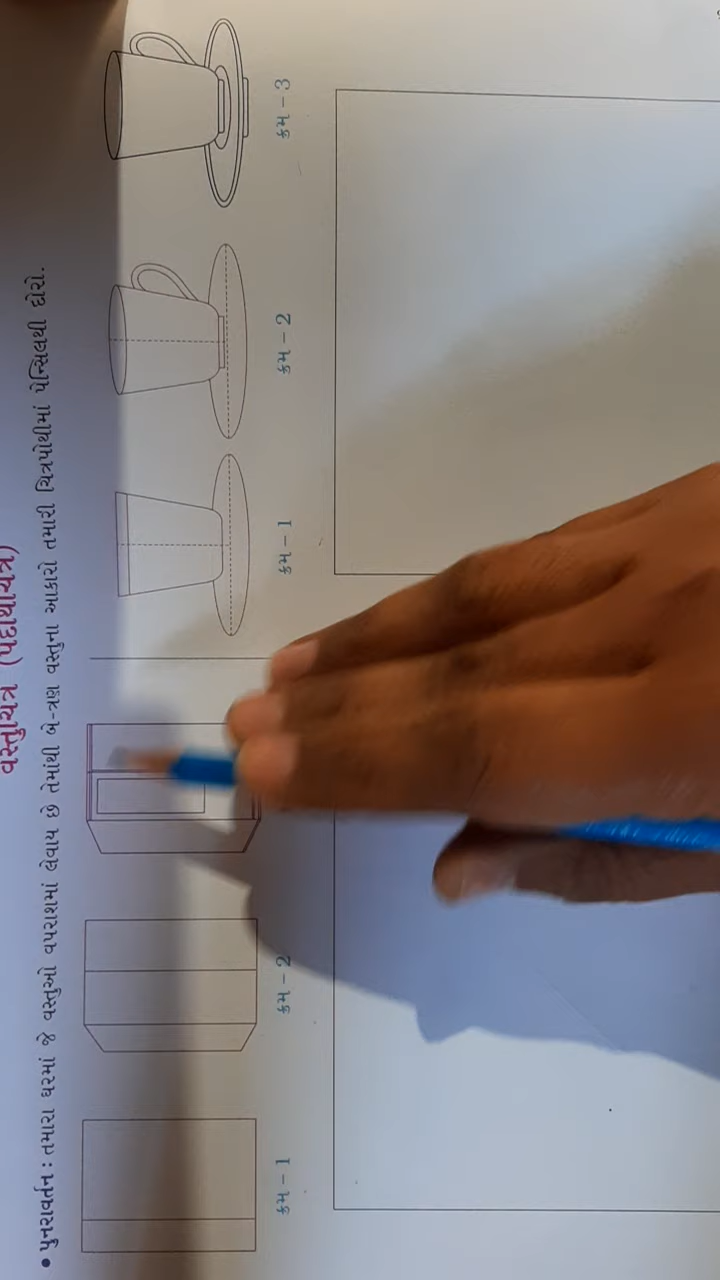 વસ્તુચિત્ર (પદાર્થચિત્ર)
• પુનરાવર્તન : તમારા ઘરમાં જે વસ્તુઓ વપરાશમાં લેવાય છે તેમાંથી બે-ત્રણ વસ્તુના આકારો તમારી ચિત્રપોથીમાં પેન્સિલથી દોરો.
ક્રમ – 1
ક્રમ – 2
ક્રમ – 1
ક્રમ – 2
ક્રમ – 3